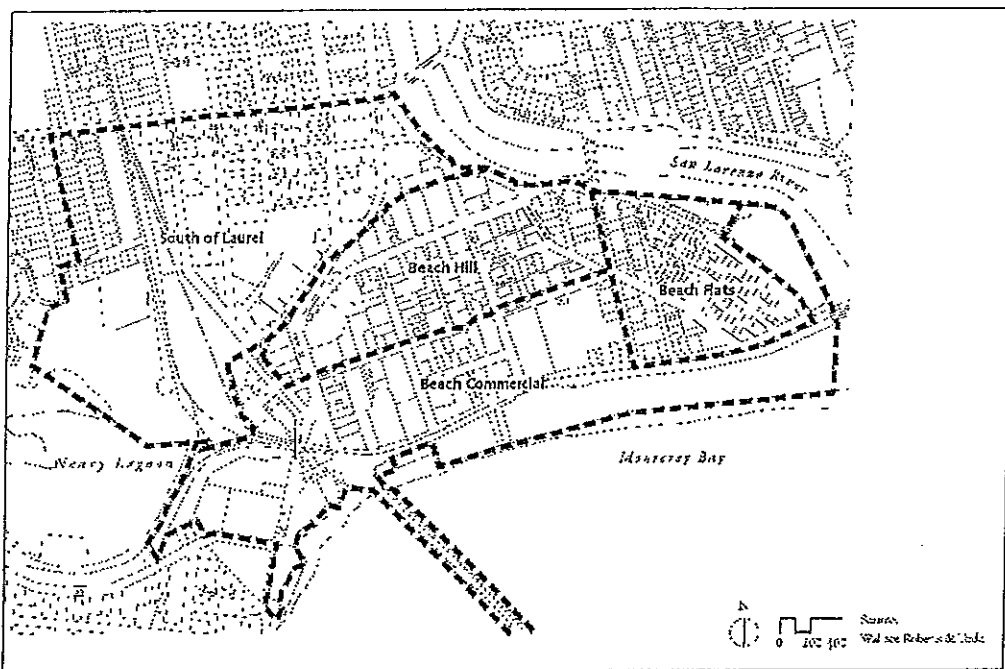 San Lorenzo River
South of Laurel
Beach Hill
Beach Flats
Beach Commercial
Neary Lagoon
Monterey Bay
N
0